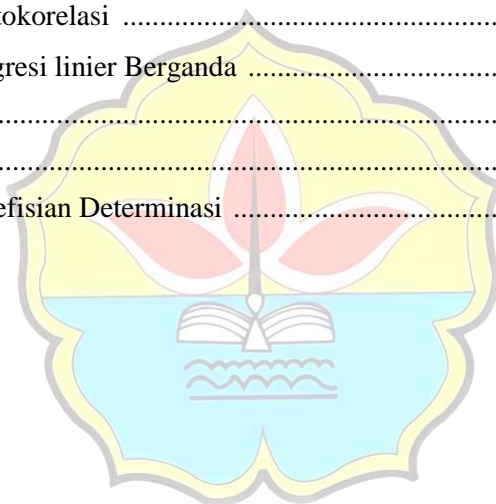 tokorelasi ........................................................
gresi linier Berganda ....................................
........................................................................
........................................................................
efisian Determinasi ......................................